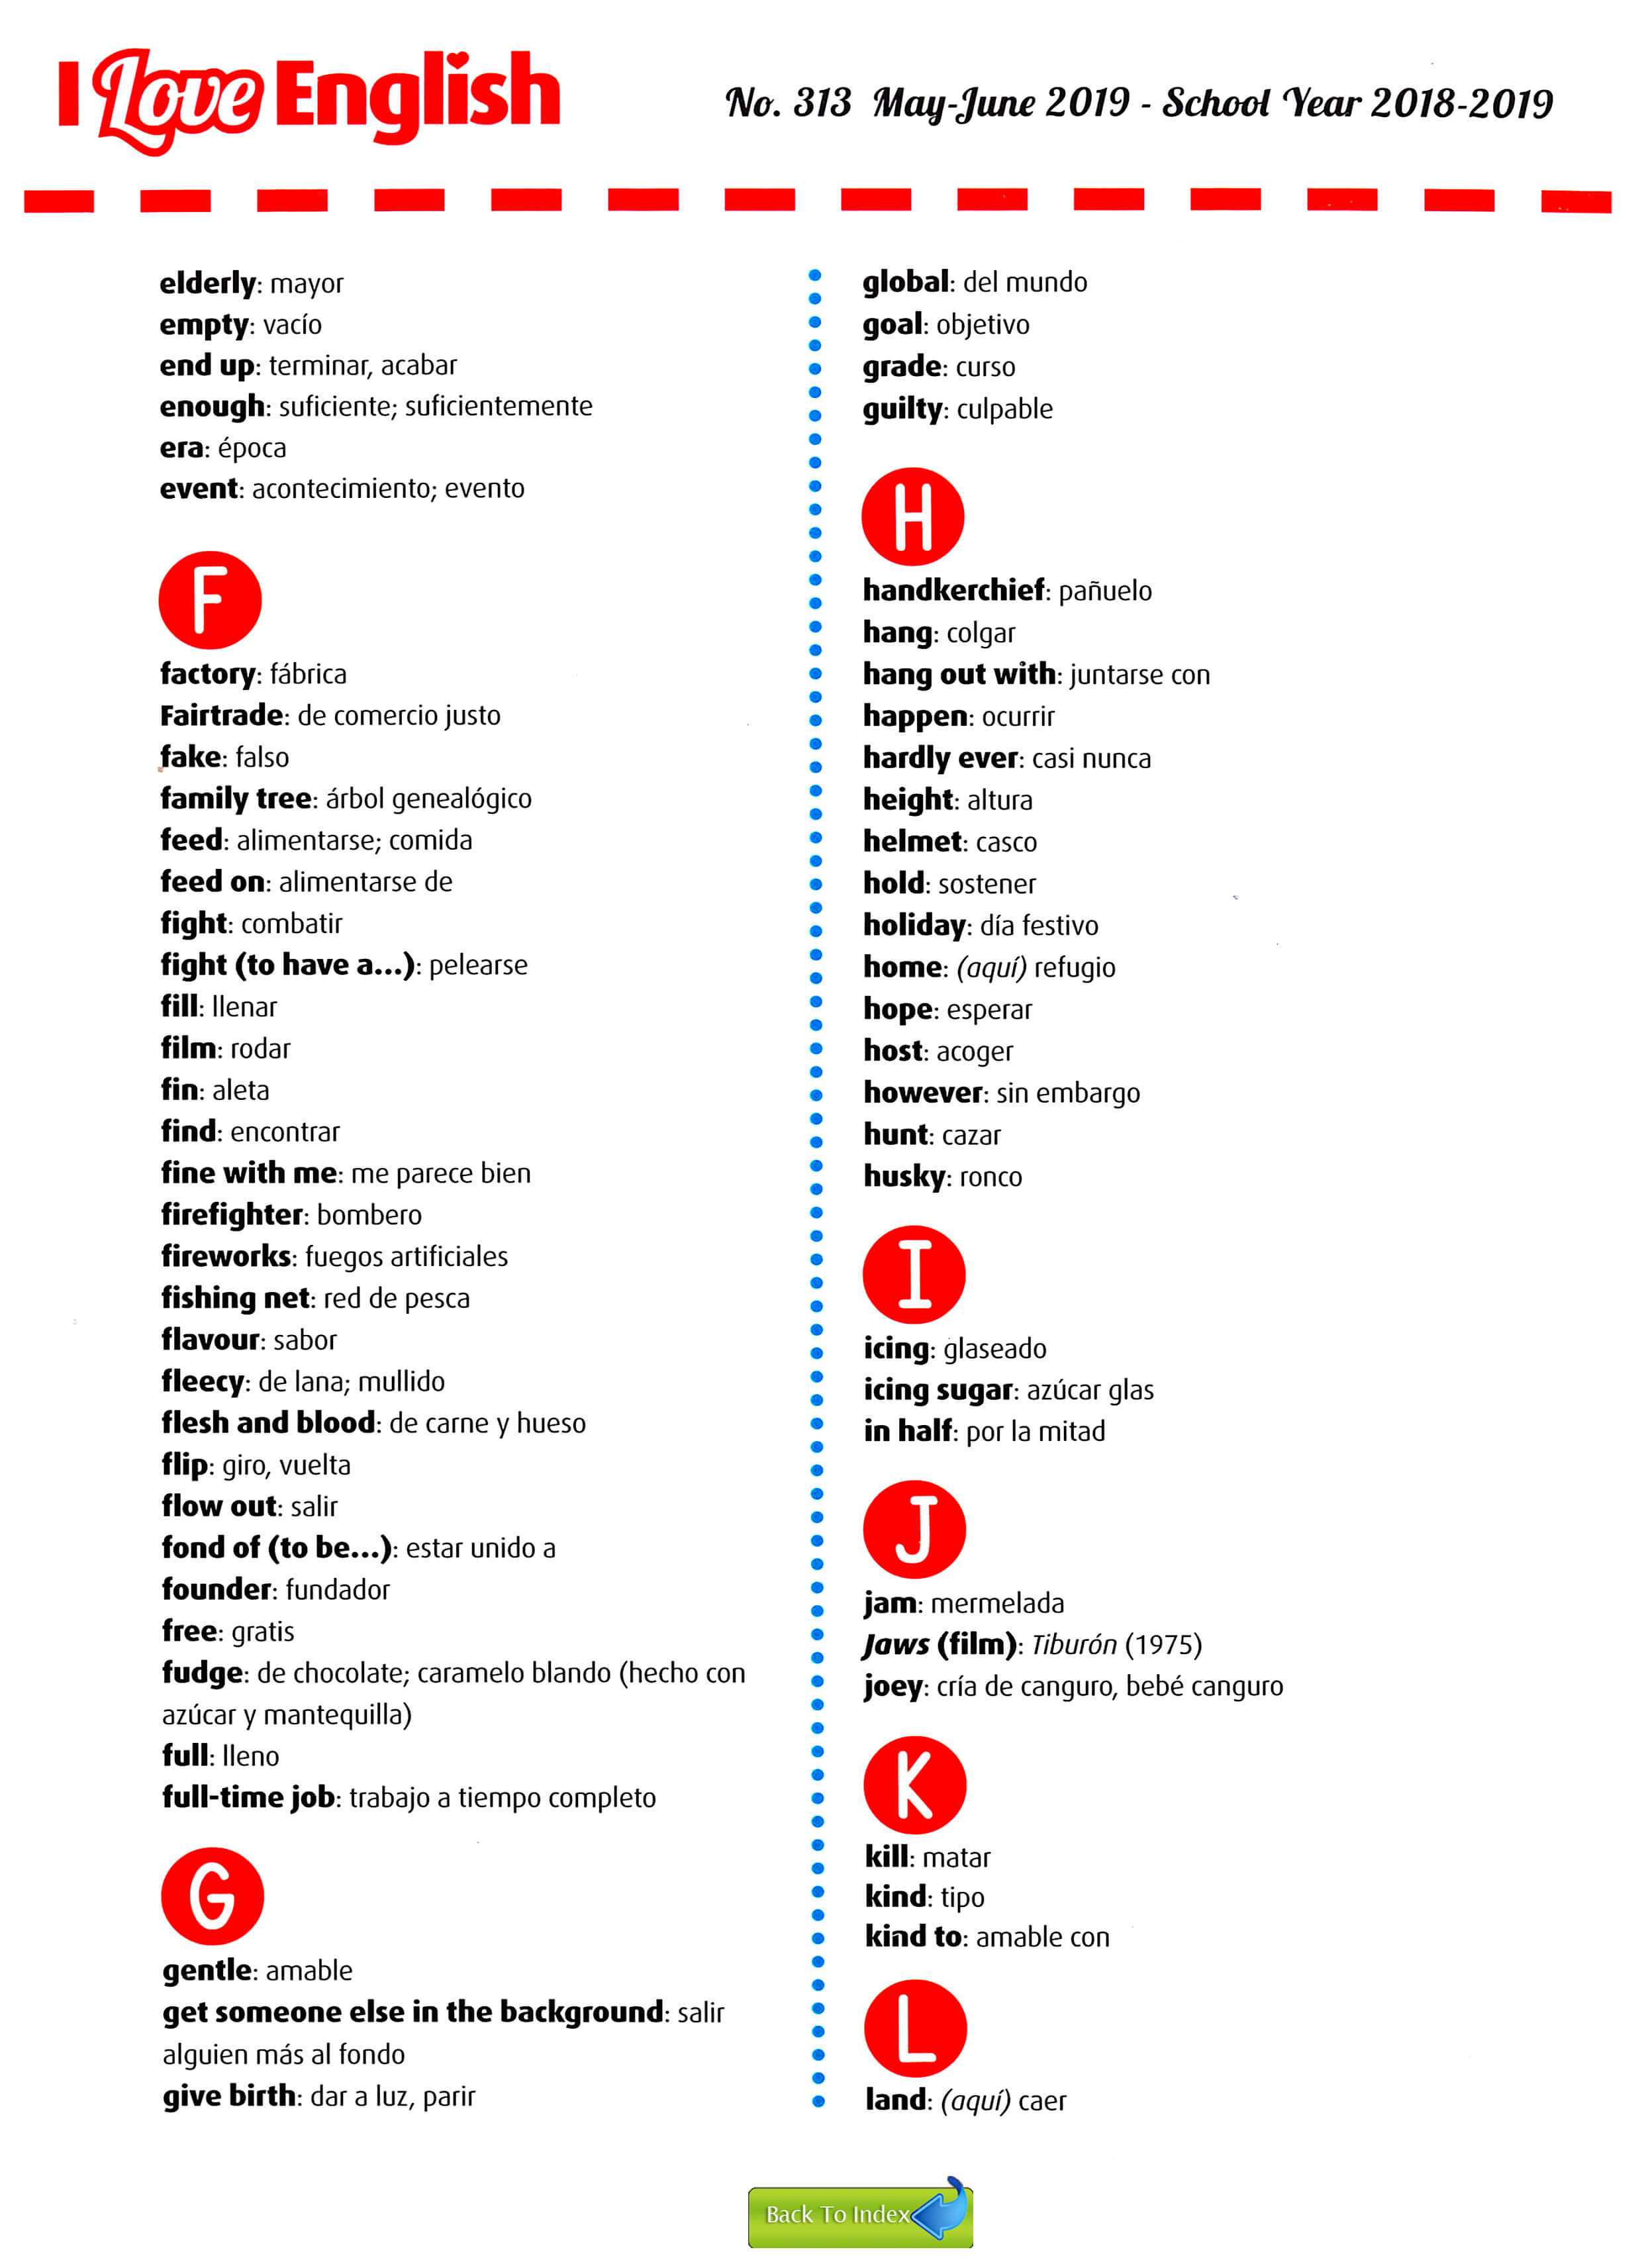 I Love English
No. 313 May-June 2019 - School Year 2018-2019
elderly: mayor
empty: vacío
end up: terminar, acabar
enough: suficiente; suficientemente
era: época
event: acontecimiento; evento
F
factory: fábrica
Fairtrade: de comercio justo
fake: falso
family tree: árbol genealógico
feed: alimentarse; comida
feed on: alimentarse de
fight: combatir
fight (to have a...): pelearse
fill: llenar
film: rodar
fin: aleta
find: encontrar
fine with me: me parece bien
firefighter: bombero
fireworks: fuegos artificiales
fishing net: red de pesca
flavour: sabor
fleecy: de lana; mullido
flesh and blood: de carne y hueso
flip: giro, vuelta
flow out: salir
fond of (to be...): estar unido a
founder: fundador
free: gratis
fudge: de chocolate; caramelo blando (hecho con
azúcar y mantequilla)
full: lleno
full-time job: trabajo a tiempo completo
G
gentle: amable
get someone else in the background: salir
alguien más al fondo
give birth: dar a luz, parir
global: del mundo
goal: objetivo
grade: curso
guilty: culpable
H
handkerchief: pañuelo
hang: colgar
hang out with: juntarse con
happen: ocurrir
hardly ever: casi nunca
height: altura
helmet: casco
hold: sostener
holiday: día festivo
home: (aquí) refugio
hope: esperar
host: acoger
however: sin embargo
hunt: cazar
husky: ronco
I
icing: glaseado
icing sugar: azúcar glas
in half: por la mitad
J
jam: mermelada
Jaws (film): Tiburón (1975)
joey: cría de canguro, bebé canguro
K
kill: matar
kind: tipo
kind to: amable con
L
land: (aquí) caer
Back To Index